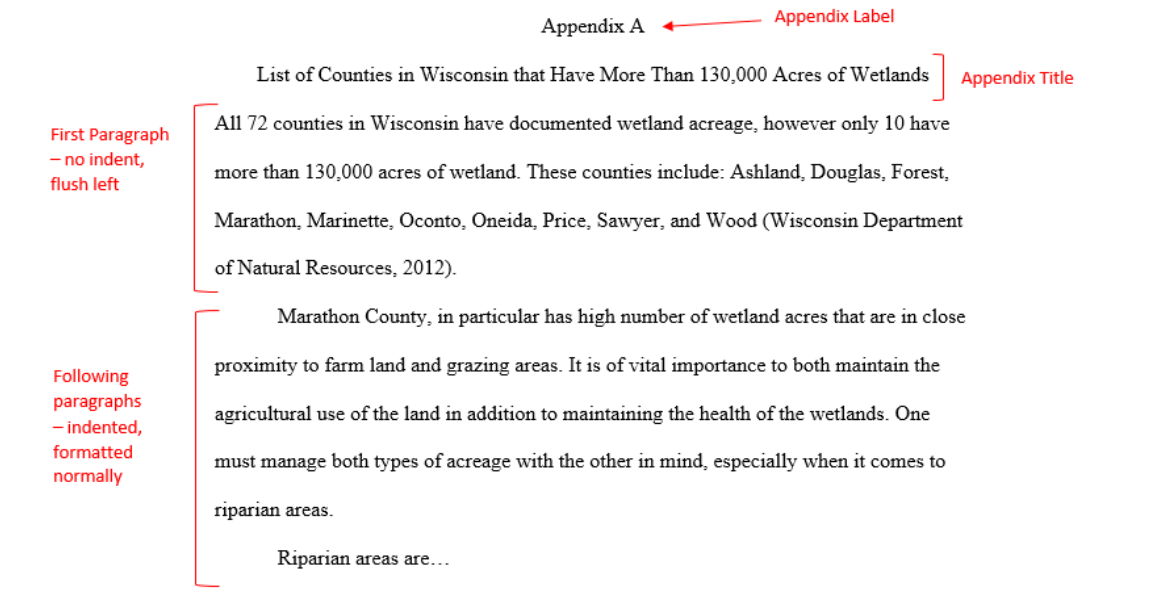 Appendix A
Appendix Label
List of Counties in Wisconsin that Have More Than 130,000 Acres of Wetlands
Appendix Title
First Paragraph
– no indent,
flush left
All 72 counties in Wisconsin have documented wetland acreage, however only 10 have
more than 130,000 acres of wetland. These counties include: Ashland, Douglas, Forest,
Marathon, Marinette, Oconto, Oneida, Price, Sawyer, and Wood (Wisconsin Department
of Natural Resources, 2012).
Following
paragraphs
– indented,
formatted
normally
Marathon County, in particular has high number of wetland acres that are in close
proximity to farm land and grazing areas. It is of vital importance to both maintain the
agricultural use of the land in addition to maintaining the health of the wetlands. One
must manage both types of acreage with the other in mind, especially when it comes to
riparian areas.
Riparian areas are…